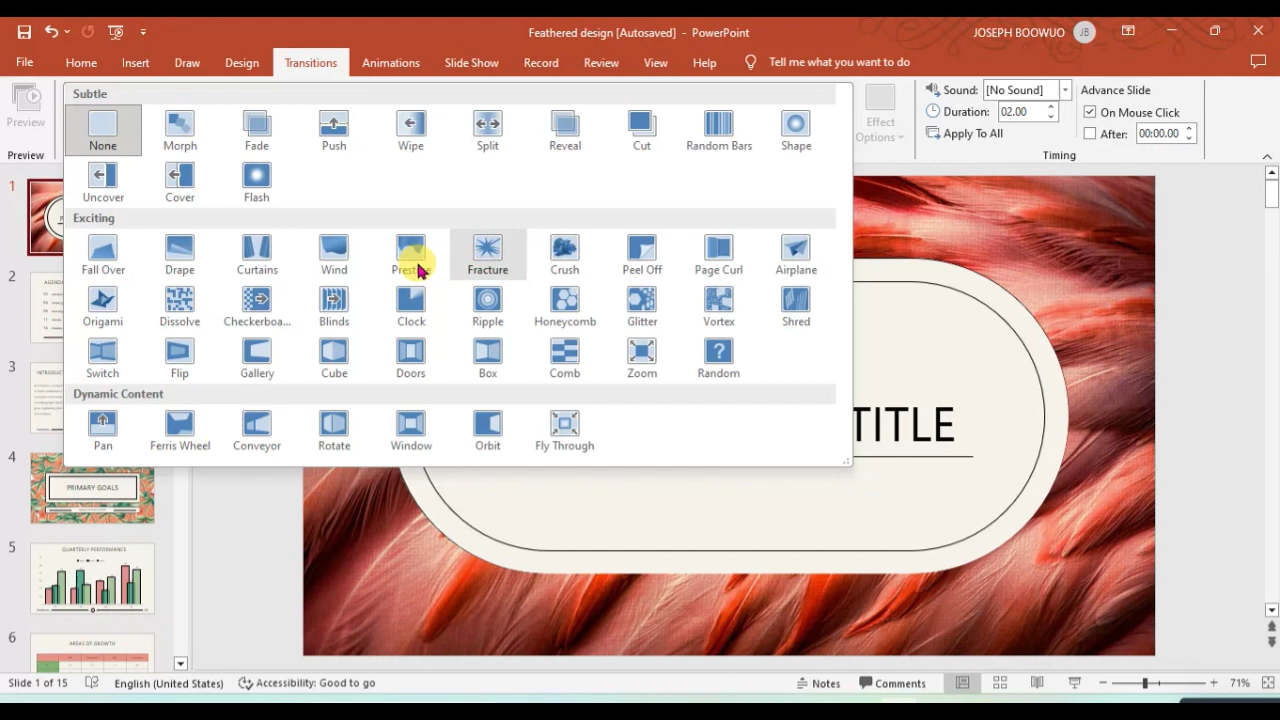 Feathered design [Autosaved] - PowerPoint
JOSEPH BOOWUO JB
File Home Insert Draw Design Transitions Animations Slide Show Record Review View Help Tell me what you want to do
Preview
Preview
Subtle
None Morph Fade Push Wipe Split Reveal Cut Random Bars Shape
Uncover Cover Flash
Exciting
Fall Over Drape Curtains Wind Fracture Crush Peel Off Page Curl Airplane
Origami Dissolve Checkerboa... Blinds Clock Ripple Honeycomb Glitter Vortex Shred
Switch Flip Gallery Cube Doors Box Comb Zoom Random
Dynamic Content
Pan Ferris Wheel Conveyor Rotate Window Orbit Fly Through
Effect
Options
Sound: [No Sound]
Duration: 02.00
Apply To All
Advance Slide
On Mouse Click
After: 00:00.00
Timing
1
2
3
4
PRIMARY GOALS
5
QUARTERLY PERFORMANCE
6
AREAS OF GROWTH
TITLE
Slide 1 of 15 English (United States) Accessibility: Good to go Notes Comments 71%